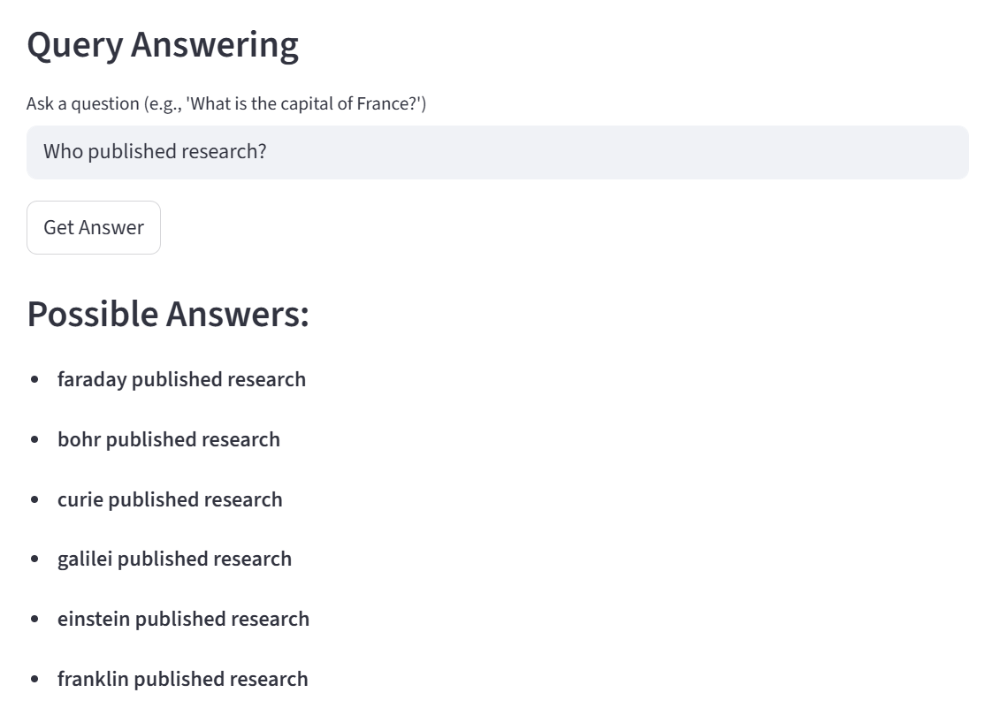 Query Answering
Ask a question (e.g., 'What is the capital of France?')
Who published research?
Get Answer
Possible Answers:
• faraday published research
• bohr published research
• curie published research
• galilei published research
• einstein published research
• franklin published research